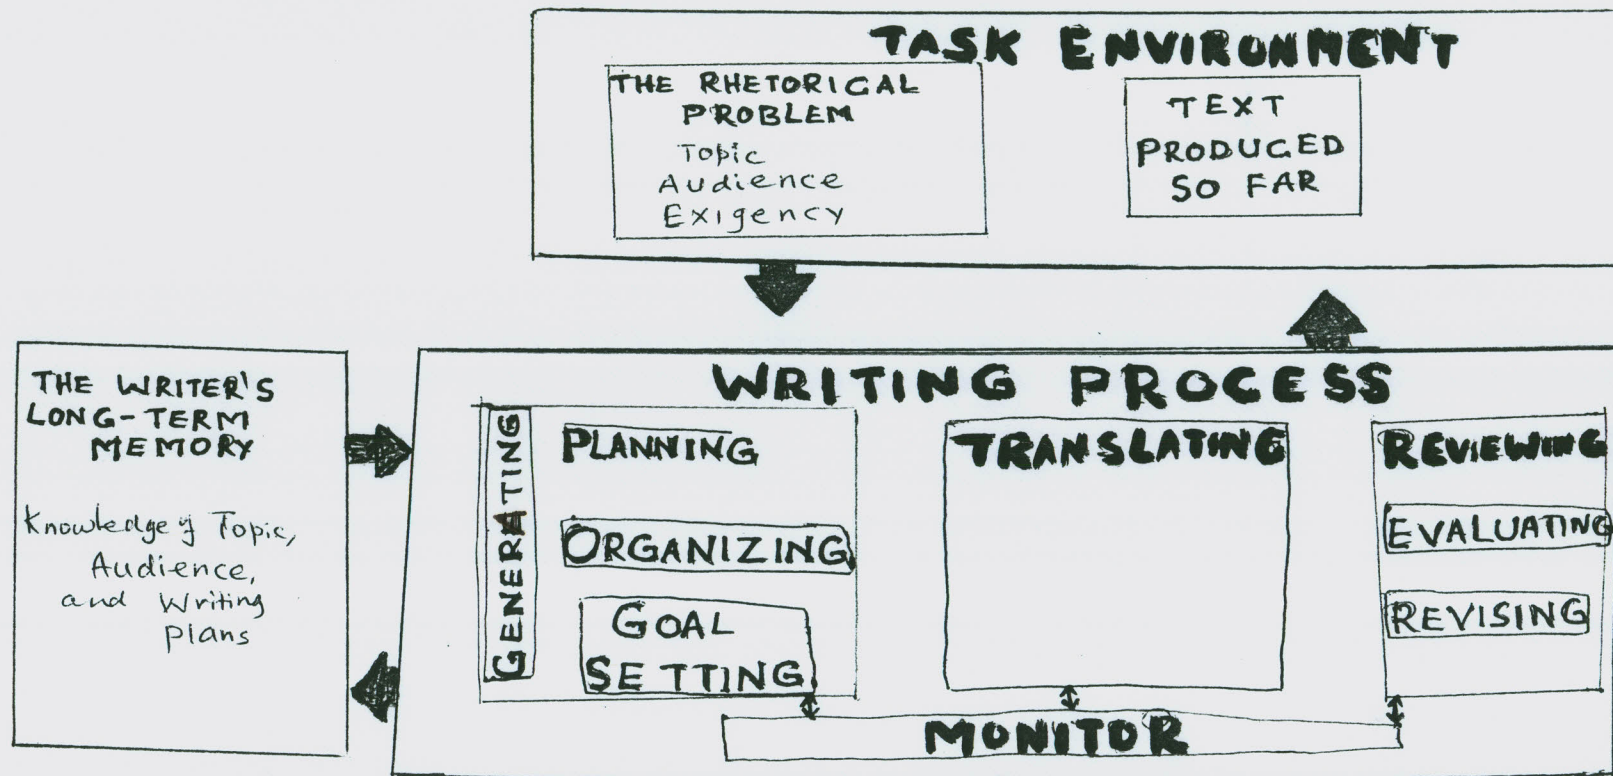 TASK ENVIRONMENT
THE RHETORICAL
PROBLEM
Topic
Audience
Exigency
TEXT
PRODUCED
SO FAR
THE WRITER'S
LONG-TERM
MEMORY
Knowledge of Topic,
Audience,
and Writing
Plans
WRITING PROCESS
GENERATING
PLANNING
ORGANIZING
GOAL
SETTING
TRANSLATING
REVIEWING
EVALUATING
REVISING
MONITOR